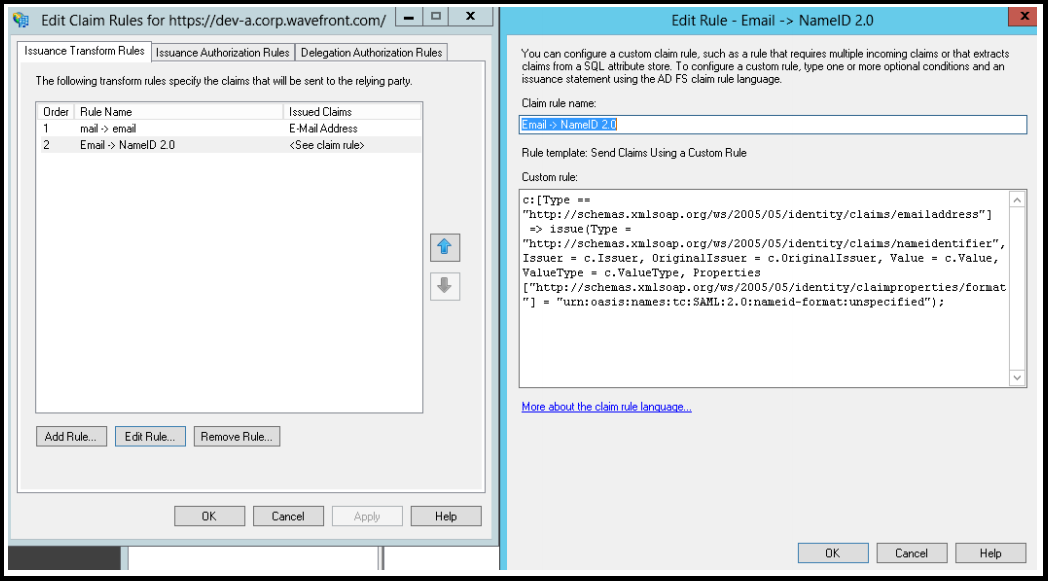 Edit Claim Rules for https://dev-a.corp.wavefront.com/
Issuance Transform Rules Issuance Authorization Rules Delegation Authorization Rules
The following transform rules specify the claims that will be sent to the relying party.
Order Rule Name Issued Claims
1 mail -> email E-Mail Address
2 Email -> NameID 2.0 <See claim rule>
Add Rule... Edit Rule... Remove Rule...
OK Cancel Apply Help
Edit Rule - Email -> NameID 2.0
You can configure a custom claim rule, such as a rule that requires multiple incoming claims or that extracts
claims from a SQL attribute store. To configure a custom rule, type one or more optional conditions and an
issuance statement using the AD FS claim rule language.
Claim rule name:
Email -> NameID 2.0
Rule template: Send Claims Using a Custom Rule
Custom rule:
c:[Type ==
"http://schemas.xmlsoap.org/ws/2005/05/identity/claims/emailaddress"]
=> issue(Type =
"http://schemas.xmlsoap.org/ws/2005/05/identity/claims/nameidentifier",
Issuer = c.Issuer, OriginalIssuer = c.OriginalIssuer, Value = c.Value,
ValueType = c.ValueType, Properties
["http://schemas.xmlsoap.org/ws/2005/05/identity/claimproperties/format
"] = "urn:oasis:names:tc:SAML:2.0:nameid-format:unspecified");
More about the claim rule language...
OK Cancel Help